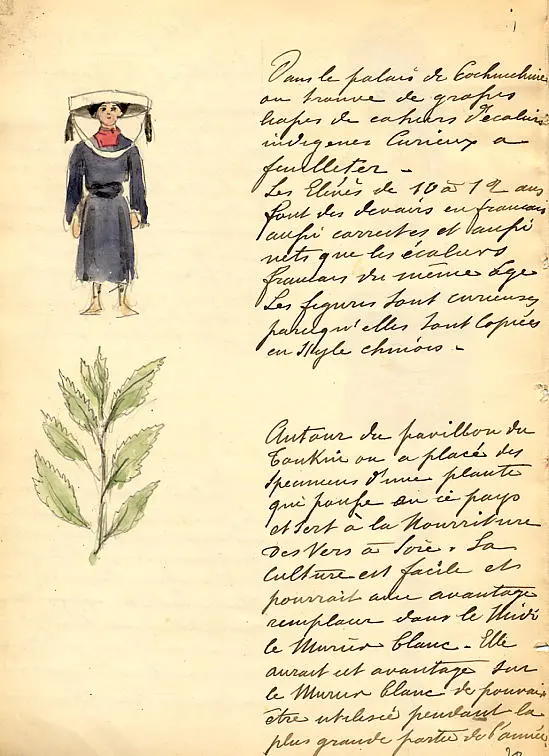 Dans le palais de Cochinchine
on trouve de grosses
liapes de cahiers d'écoliers
indigenes Curieux a
feuilleter -
Les Elèves de 10 à 12 ans
font des devoirs en francais
aussi correctes et aussi
nets que les écoliers
francais du même âge
Les figures sont curieuses
parcequ'elles sont Copiées
en style chinois -
Autour du pavillon du
Tonkin on a placé des
specimens d'une plante
qui pousse en ce pays
et sert à la Nourriture
des Vers à Soie. La
Culture est facile et
pourrait avec avantage
remplacer dans le Midi
le Murier blanc - Elle
aurait cet avantage sur
le Murier blanc de pouvoir
être utilisée pendant la
plus grande partie de l'année